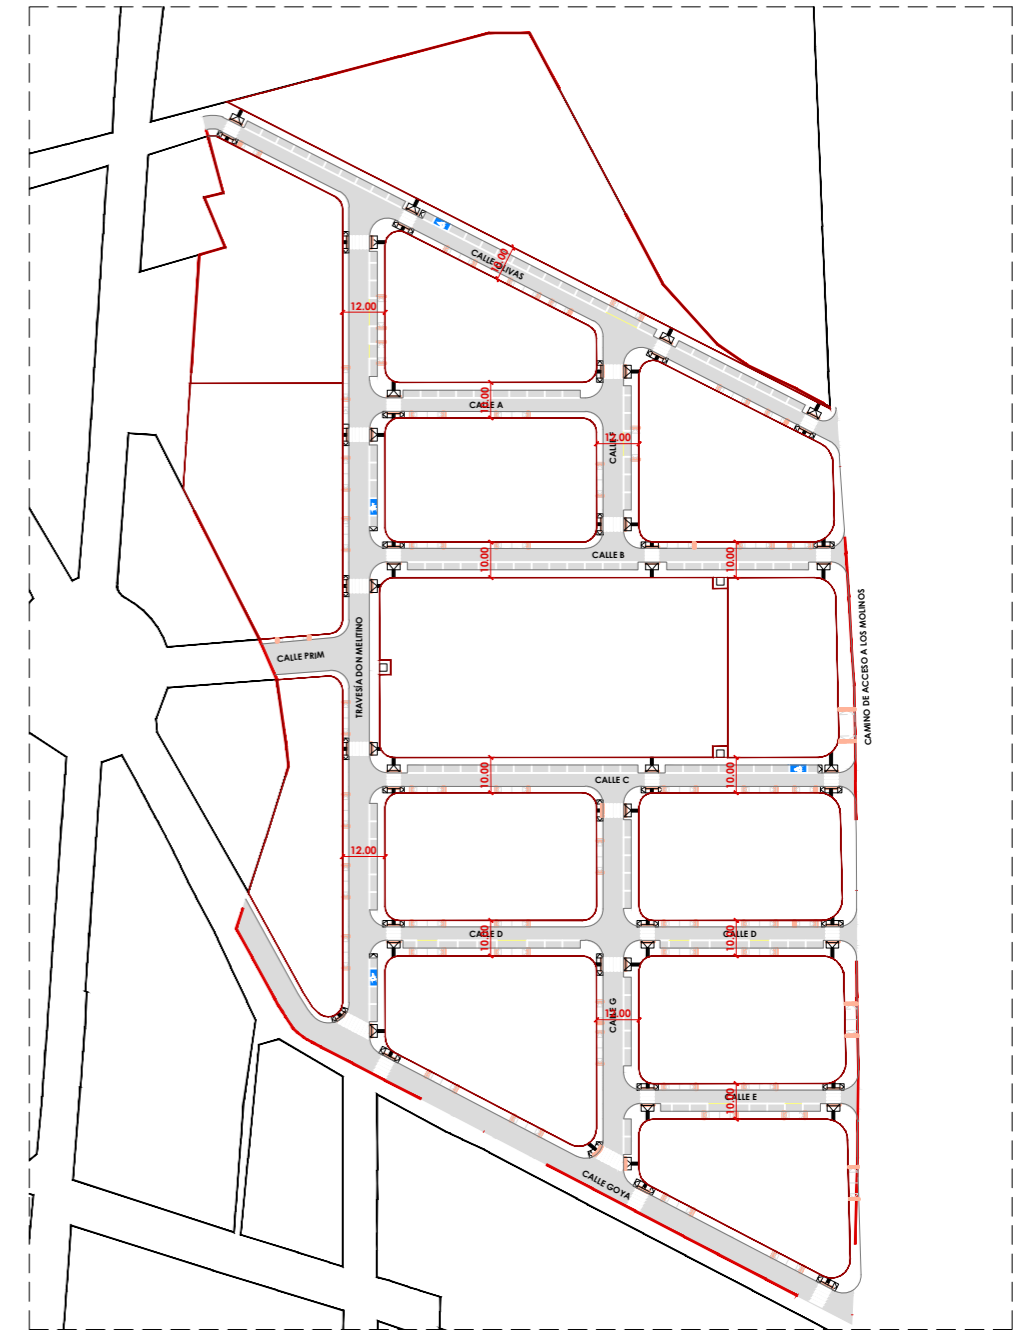 CALLE OLIVAS
10.00
12.00
10.00
CALLE A
CALLE F
12.00
CALLE B
10.00
10.00
CAMINO DE ACCESO A LOS MOLINOS
TRAVESÍA DON MELITINO
CALLE PRIM
10.00
CALLE C
10.00
12.00
CALLE D
10.00
CALLE D
10.00
CALLE G
CALLE E
10.00
CALLE GOYA